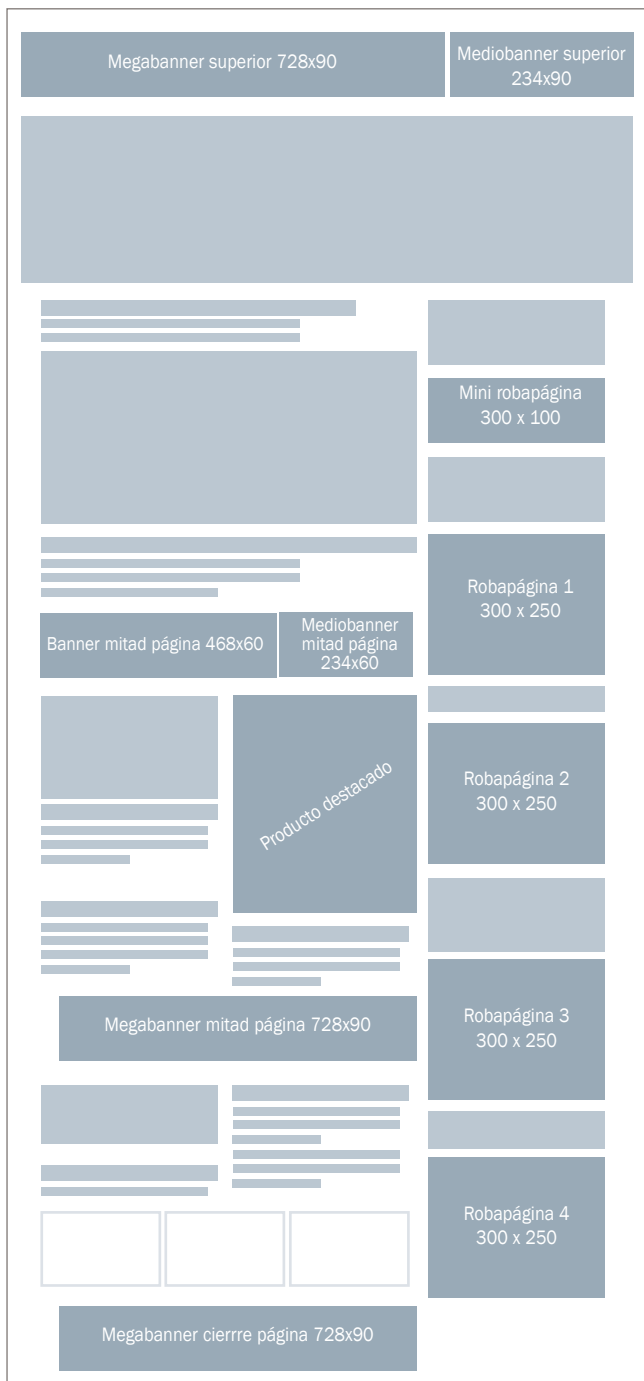 Megabanner superior 728x90
Mediobanner superior
234x90
Mini robapágina
300 x 100
Robapágina 1
300 x 250
Banner mitad página 468x60
Mediobanner
mitad página
234x60
Robapágina 2
300 x 250
Producto destacado
Megabanner mitad página 728x90
Robapágina 3
300 x 250
Robapágina 4
300 x 250
Megabanner cierrre página 728x90